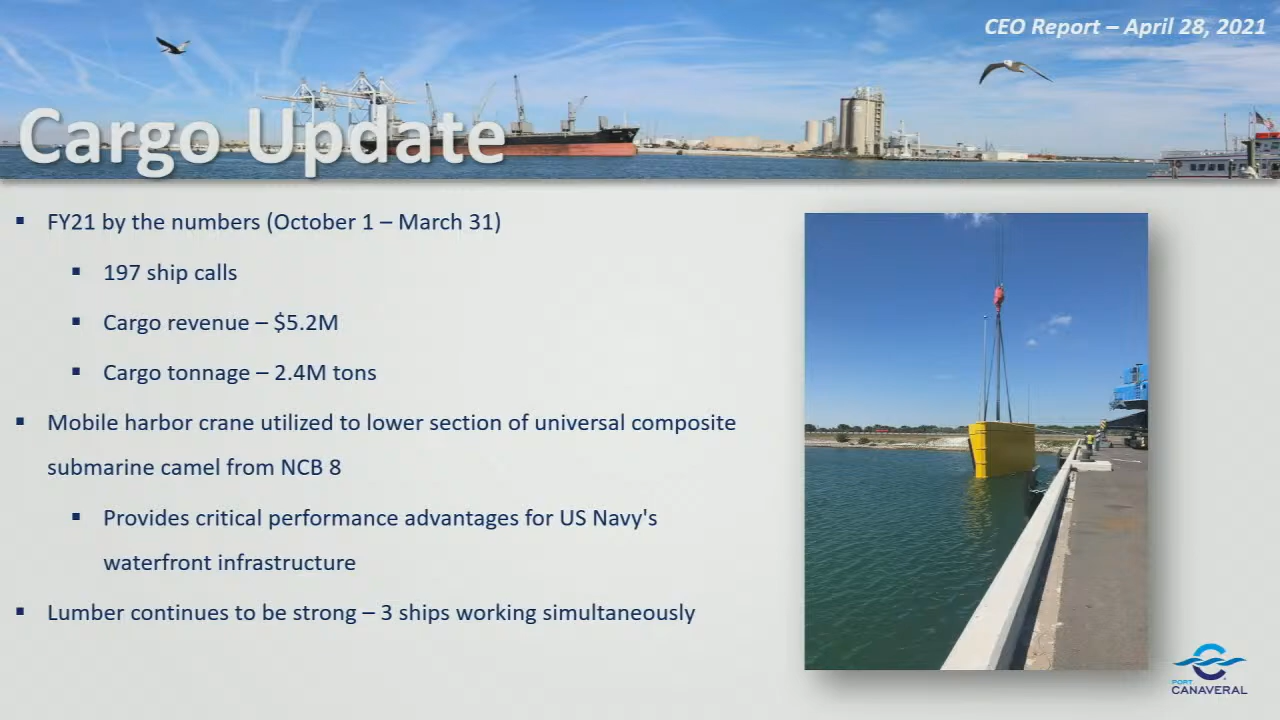 CEO Report – April 28, 2021
Cargo Update
▪ FY21 by the numbers (October 1 – March 31)
▪ 197 ship calls
▪ Cargo revenue – $5.2M
▪ Cargo tonnage – 2.4M tons
▪ Mobile harbor crane utilized to lower section of universal composite
submarine camel from NCB 8
▪ Provides critical performance advantages for US Navy's
waterfront infrastructure
▪ Lumber continues to be strong – 3 ships working simultaneously
PORT
CANAVERAL